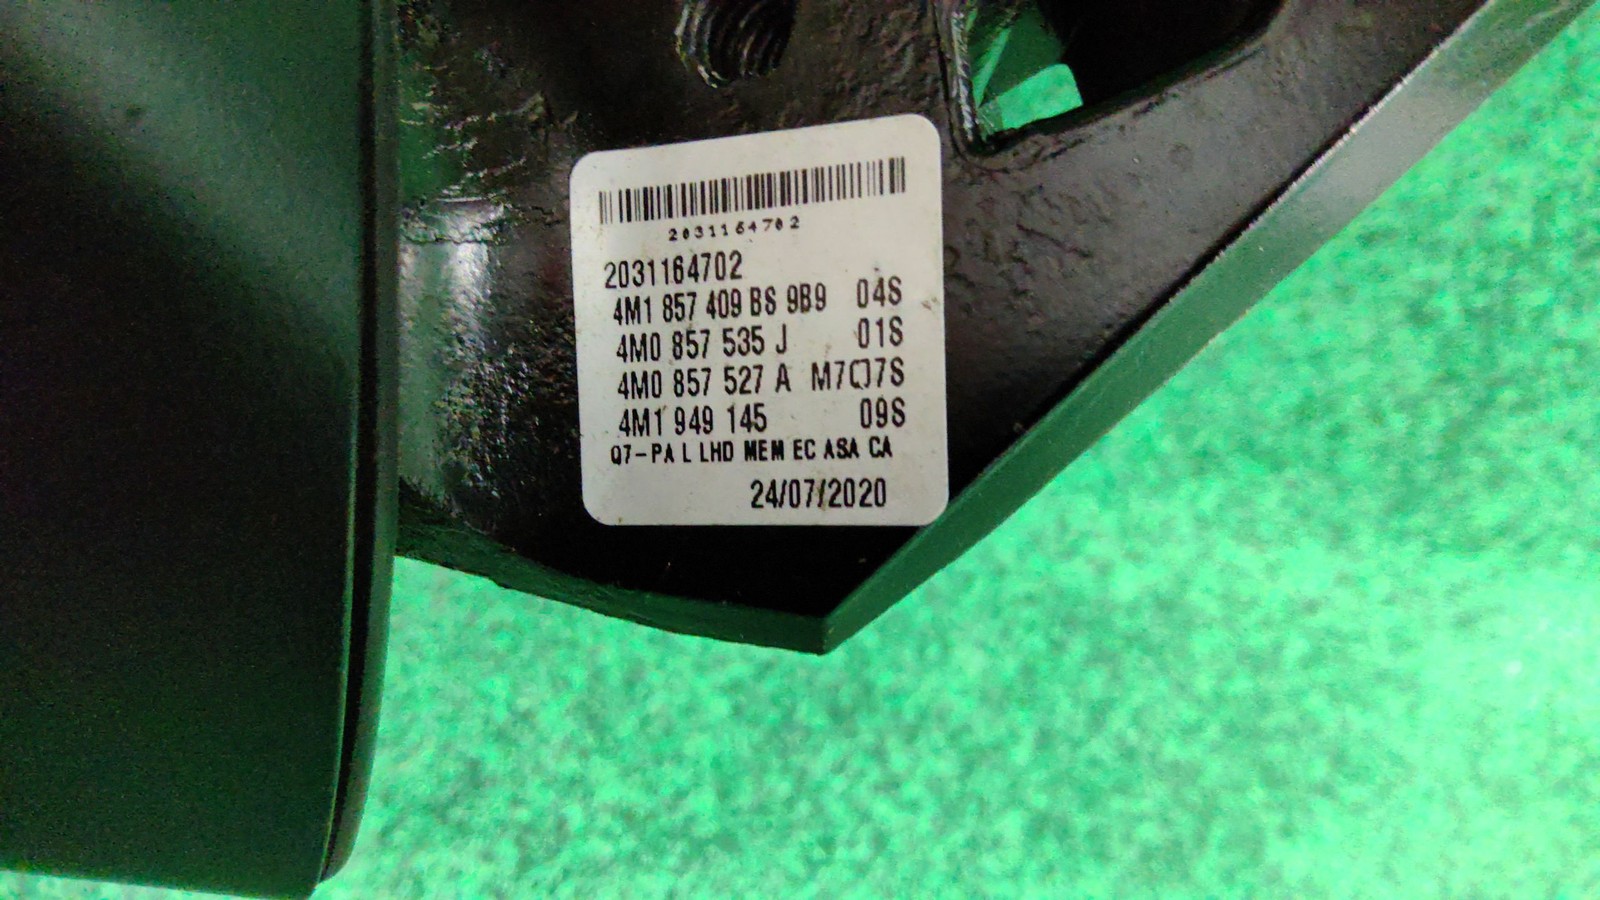 2031164702
2031164702
4M1 857 409 BS 9B9 04S
4M0 857 535 J 01S
4M0 857 527 A M7C07S
4M1 949 145 09S
Q7-PA L LHD MEM EC ASA CA
24/07/2020